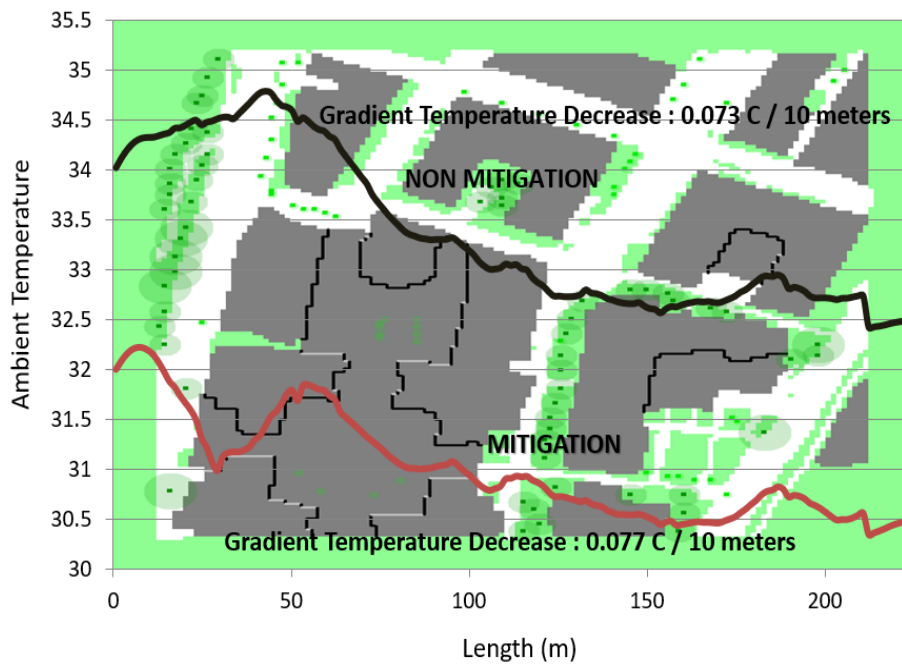 35.5
35
34.5
Gradient Temperature Decrease : 0.073 C / 10 meters
34
NON MITIGATION
33.5
33
32.5
32
31.5
MITIGATION
31
30.5
Gradient Temperature Decrease : 0.077 C / 10 meters
30
Ambient Temperature
0 50 100 150 200
Length (m)